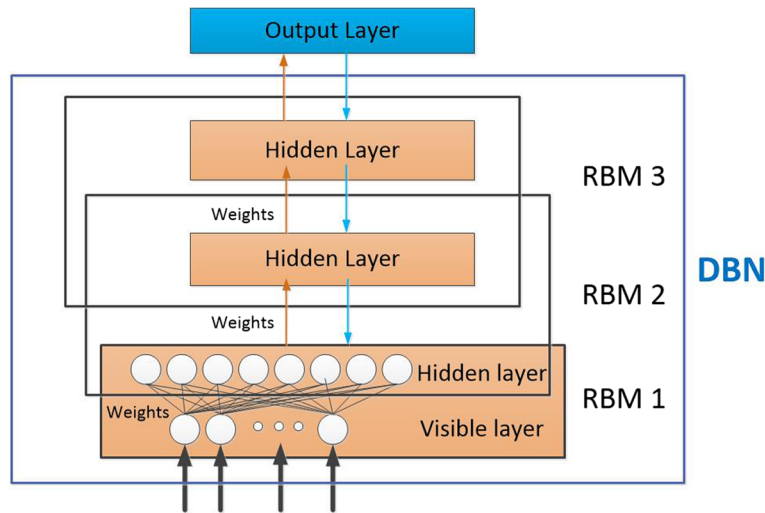 Output Layer
Hidden Layer
RBM 3
Weights
Hidden Layer
DBN
RBM 2
Weights
Hidden layer
RBM 1
Weights
Visible layer